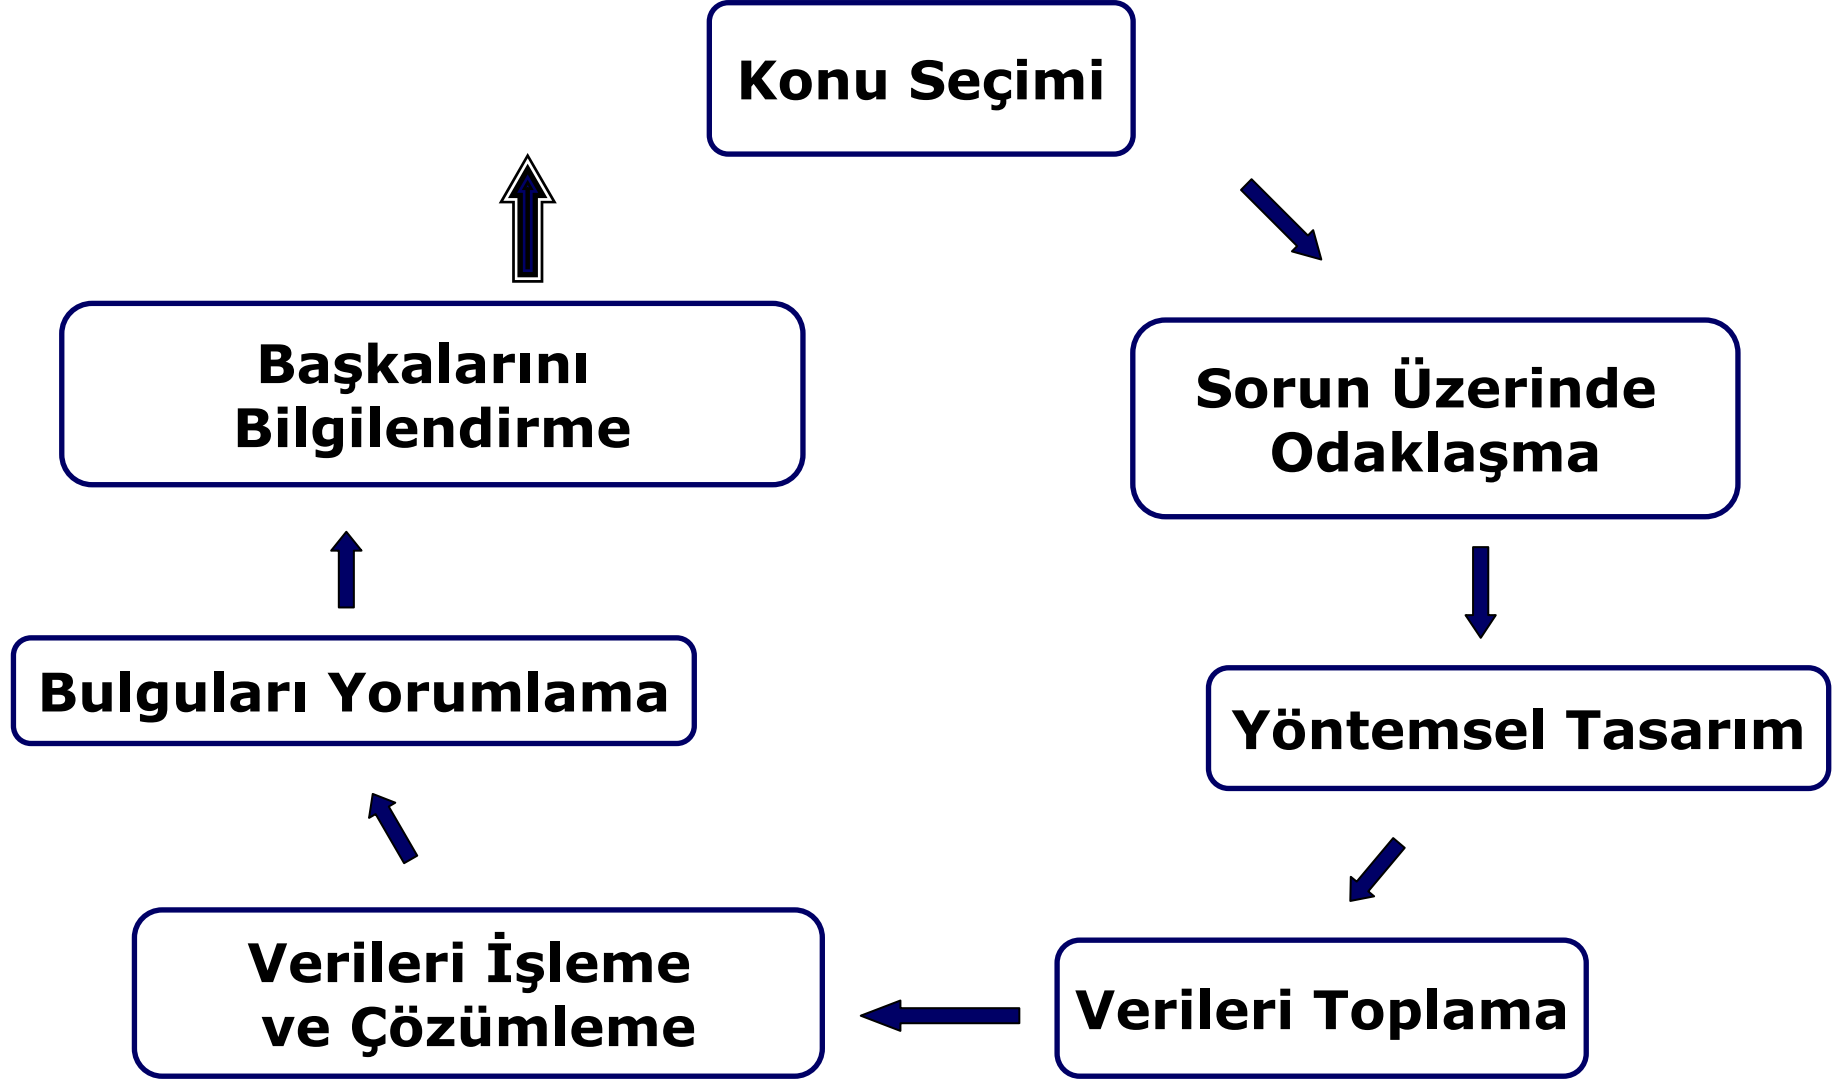 Konu Seçimi
Sorun Üzerinde
Odaklaşma
Yöntemsel Tasarım
Verileri Toplama
Verileri İşleme
ve Çözümleme
Bulguları Yorumlama
Başkalarını
Bilgilendirme